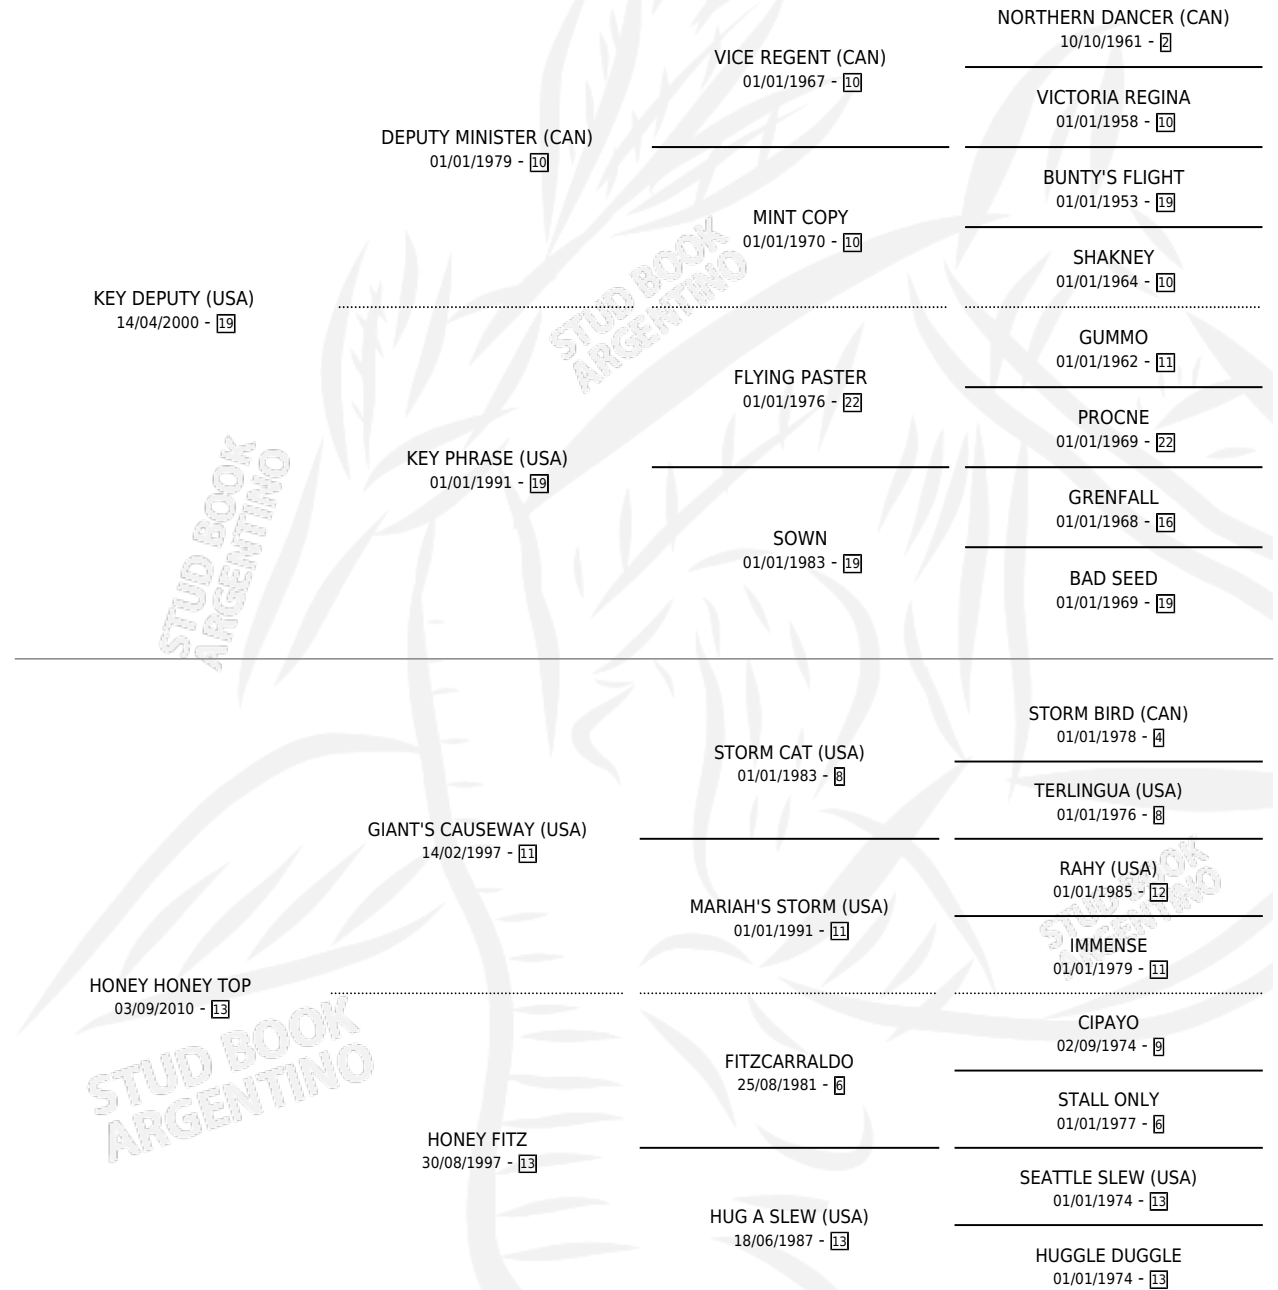 NORTHERN DANCER (CAN)
10/10/1961 - 2
VICE REGENT (CAN)
01/01/1967 - 10
VICTORIA REGINA
01/01/1958 - 10
DEPUTY MINISTER (CAN)
01/01/1979 - 10
BUNTY'S FLIGHT
01/01/1953 - 19
MINT COPY
01/01/1970 - 10
SHAKNEY
01/01/1964 - 10
KEY DEPUTY (USA)
14/04/2000 - 19
STUD BOOK
ARGENTINO
GUMMO
01/01/1962 - 11
FLYING PASTER
01/01/1976 - 22
PROCNE
01/01/1969 - 22
KEY PHRASE (USA)
01/01/1991 - 19
GRENFALL
01/01/1968 - 16
SOWN
01/01/1983 - 19
BAD SEED
01/01/1969 - 19
STUD BOOK
ARGENTINO
STORM BIRD (CAN)
01/01/1978 - 4
STORM CAT (USA)
01/01/1983 - 8
TERLINGUA (USA)
01/01/1976 - 8
GIANT'S CAUSEWAY (USA)
14/02/1997 - 11
RAHY (USA)
01/01/1985 - 12
MARIAH'S STORM (USA)
01/01/1991 - 11
STUD BOOK
ARGENTINO
IMMENSE
01/01/1979 - 11
HONEY HONEY TOP
03/09/2010 - 13
STUD BOOK
ARGENTINO
CIPAYO
02/09/1974 - 9
FITZCARRALDO
25/08/1981 - 6
STALL ONLY
01/01/1977 - 6
HONEY FITZ
30/08/1997 - 13
SEATTLE SLEW (USA)
01/01/1974 - 13
HUG A SLEW (USA)
18/06/1987 - 13
HUGGLE DUGGLE
01/01/1974 - 13